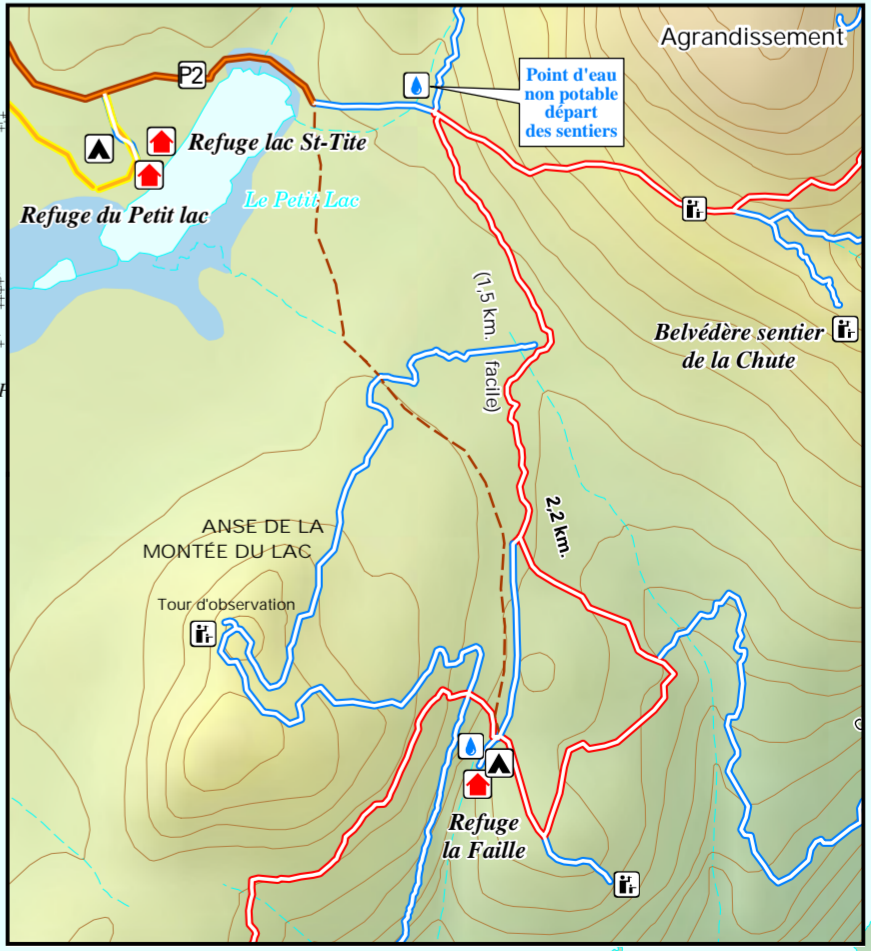 Agrandissement
P2
Point d'eau
non potable
départ
des sentiers
Refuge lac St-Tite
Refuge du Petit lac
Le Petit Lac
(1,5 km. facile)
Belvédère sentier
de la Chute
2,2 km.
ANSE DE LA
MONTÉE DU LAC
Tour d'observation
Refuge
la Faille